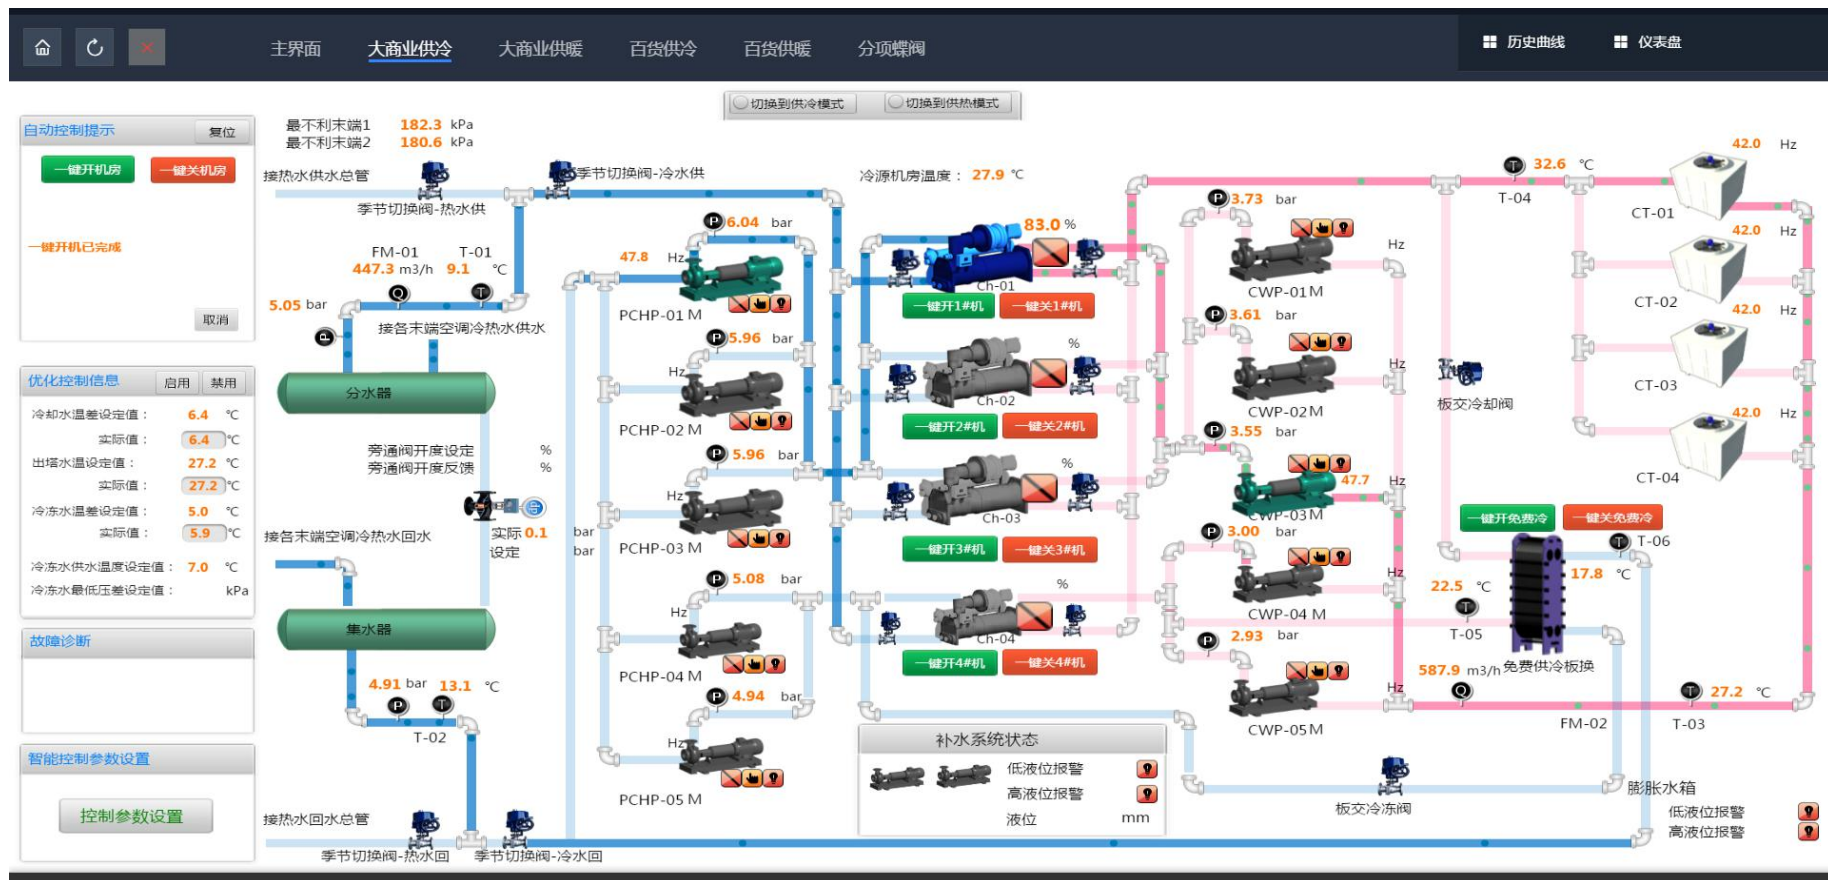 主界面 大商业供冷 大商业供暖 百货供冷 百货供暖 分项蝶阀 历史曲线 仪表盘
切换到供冷模式 切换到供热模式
自动控制提示 复位
一键开机房 一键关机房
一键开机已完成
取消
优化控制信息 启用 禁用
冷却水温差设定值： 6.4 ℃
实际值： 6.4 ℃
出塔水温设定值： 27.2 ℃
实际值： 27.2 ℃
冷冻水温差设定值： 5.0 ℃
实际值： 5.9 ℃
冷冻水供水温度设定值： 7.0 ℃
冷冻水最低压差设定值： kPa
故障诊断
智能控制参数设置
控制参数设置
最不利末端1 182.3 kPa
最不利末端2 180.6 kPa
接热水供水总管
季节切换阀-热水供
季节切换阀-冷水供
FM-01 T-01
447.3 m3/h 9.1 ℃
5.05 bar
Q T
P
接各末端空调冷热水供水
分水器
旁通阀开度设定 %
旁通阀开度反馈 %
实际 0.1 bar
设定 bar
接各末端空调冷热水回水
集水器
4.91 bar 13.1 ℃
P T
T-02
接热水回水总管
季节切换阀-热水回
季节切换阀-冷水回
P 6.04 bar
47.8 Hz
PCHP-01 M
P 5.96 bar
Hz
PCHP-02 M
P 5.96 bar
Hz
PCHP-03 M
P 5.08 bar
Hz
PCHP-04 M
P 4.94 bar
Hz
PCHP-05 M
冷源机房温度： 27.9 ℃
83.0 %
Ch-01
一键开1#机 一键关1#机
%
Ch-02
一键开2#机 一键关2#机
%
Ch-03
一键开3#机 一键关3#机
%
Ch-04
一键开4#机 一键关4#机
补水系统状态
低液位报警
高液位报警
液位 mm
P 3.73 bar
Hz
CWP-01 M
P 3.61 bar
Hz
CWP-02 M
P 3.55 bar
47.7 Hz
CWP-03 M
P 3.00 bar
Hz
CWP-04 M
P 2.93 bar
Hz
CWP-05 M
T 32.6 ℃
T-04
42.0 Hz
CT-01
42.0 Hz
CT-02
42.0 Hz
CT-03
42.0 Hz
CT-04
板交冷却阀
一键开免费冷 一键关免费冷
T T-06
17.8 ℃
22.5 ℃
T
T-05
免费供冷板换
587.9 m3/h
Q
FM-02
T 27.2 ℃
T-03
板交冷冻阀
膨胀水箱
低液位报警
高液位报警